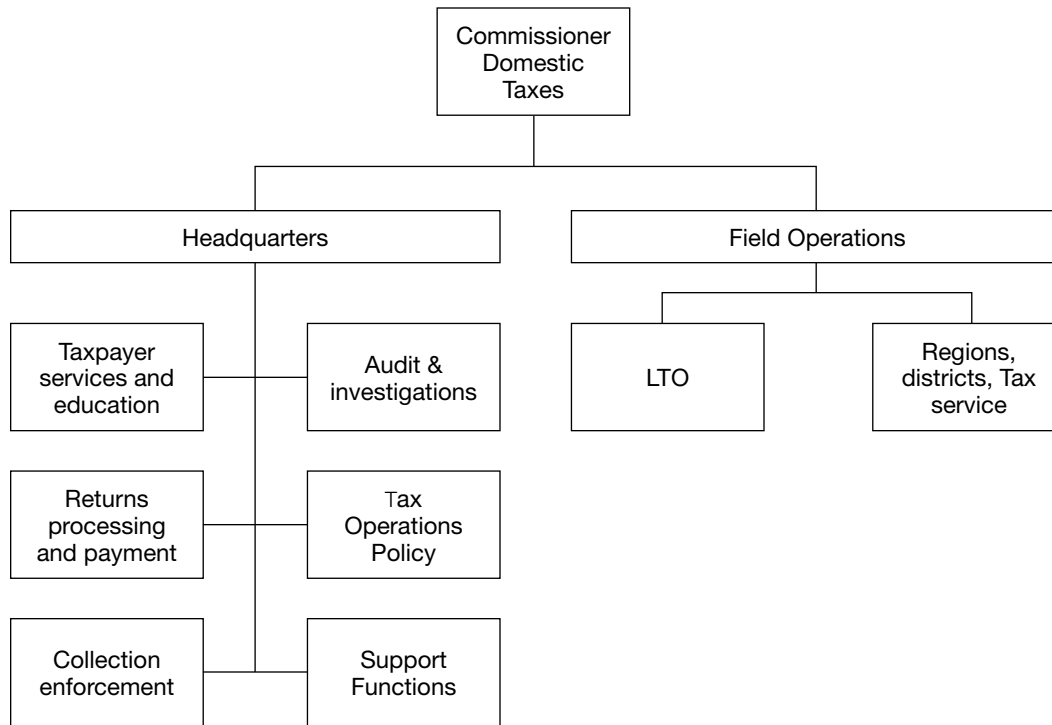 Commissioner
Domestic
Taxes
Headquarters
Field Operations
Taxpayer
services and
education
Audit &
investigations
LTO
Regions,
districts, Tax
service
Returns
processing
and payment
Tax
Operations
Policy
Collection
enforcement
Support
Functions